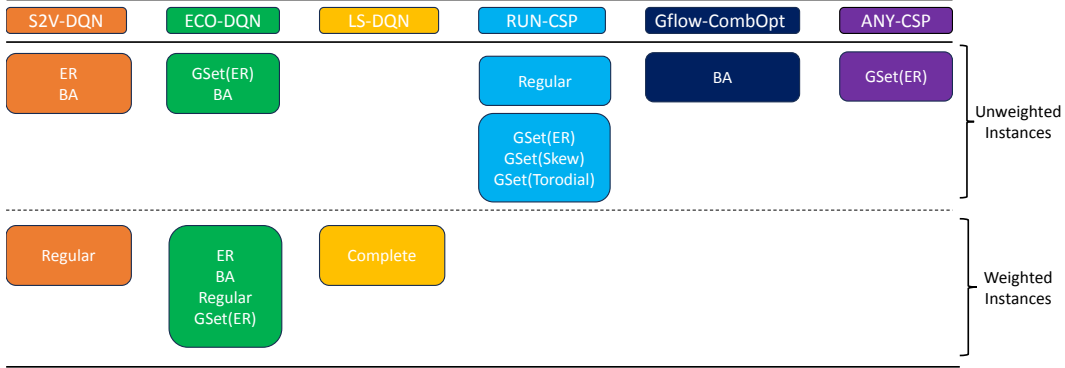 S2V-DQN
ECO-DQN
LS-DQN
RUN-CSP
Gflow-CombOpt
ANY-CSP
ER
BA
GSet(ER)
BA
Regular
GSet(ER)
GSet(Skew)
GSet(Torodial)
BA
GSet(ER)
Unweighted
Instances
Regular
ER
BA
Regular
GSet(ER)
Complete
Weighted
Instances